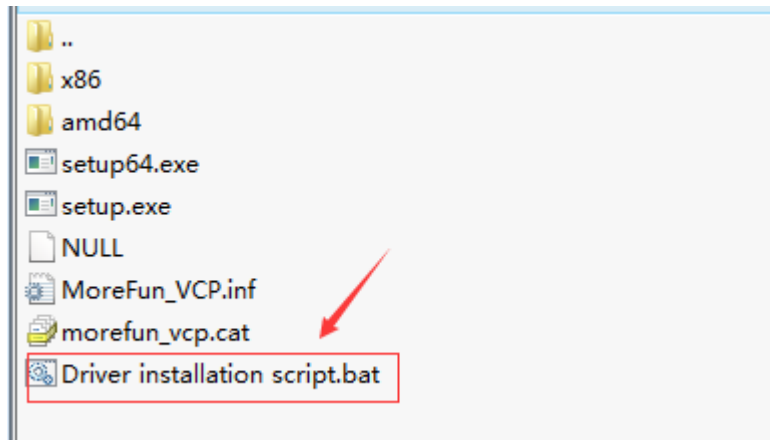 ..
x86
amd64
setup64.exe
setup.exe
NULL
MoreFun_VCP.inf
morefun_vcp.cat
Driver installation script.bat